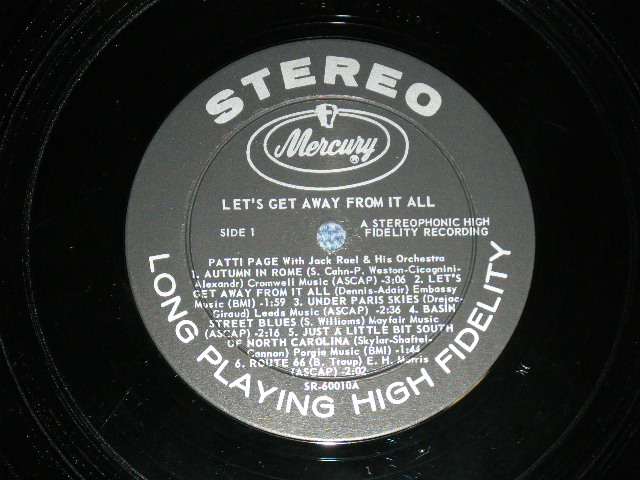 STEREO
Mercury
®
LET'S GET AWAY FROM IT ALL
SIDE 1
A STEREOPHONIC HIGH
FIDELITY RECORDING
PATTI PAGE With Jack Rael & His Orchestra
1. AUTUMN IN ROME (S. Cahn-P. Weston-Cicognini-
Alexandr) Cromwell Music (ASCAP) -3:06 2. LET'S
GET AWAY FROM IT ALL (Dennis-Adair) Embassy
Music (BMI) -1:59 3. UNDER PARIS SKIES (Drejac-
Giraud) Leeds Music (ASCAP) -2:36 4. BASIN
STREET BLUES (S. Williams) Mayfair Music
(ASCAP) -2:16 5. JUST A LITTLE BIT SOUTH
OF NORTH CAROLINA (Skylar-Shaftel-
Cannon) Porgie Music (BMI)
6. ROUTE 66 (B. Troup) E. H. Morris
(ASCAP) -2:02
SR-60010A
LONG PLAYING HIGH FIDELITY